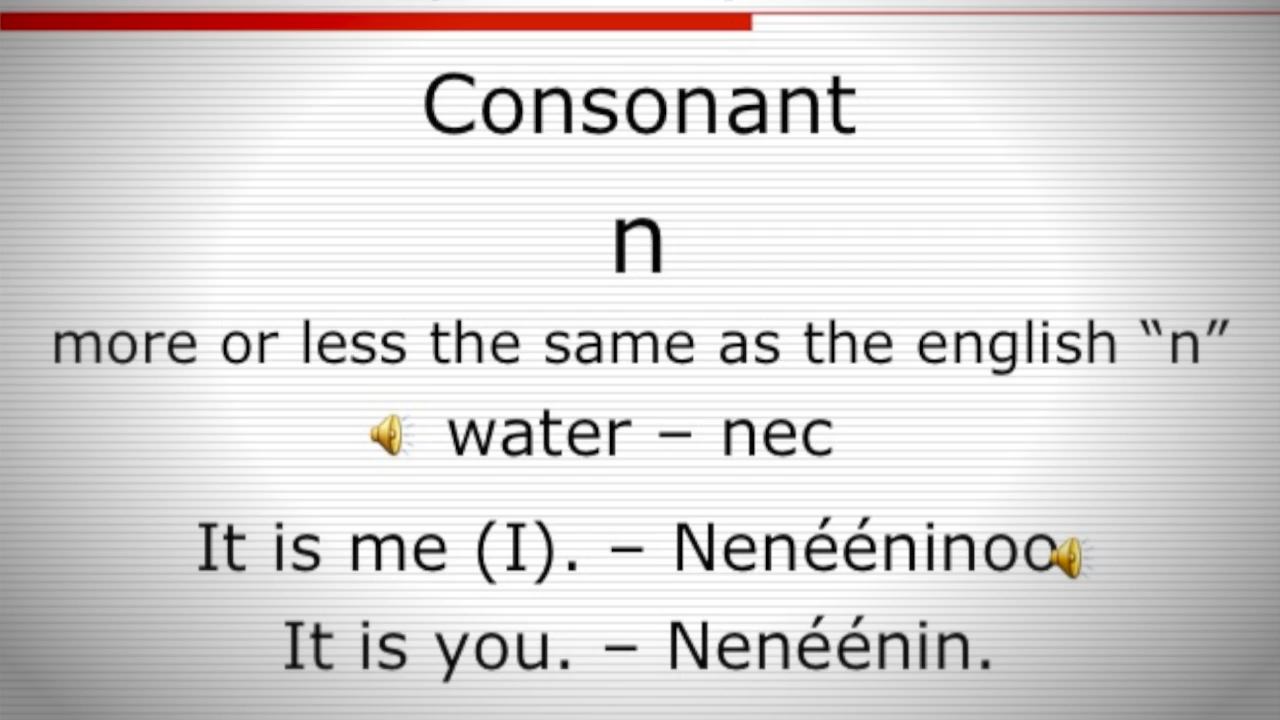 Consonant
n
more or less the same as the english “n”
water – nec
It is me (I). – Nenééninoo
It is you. – Nenéénin.